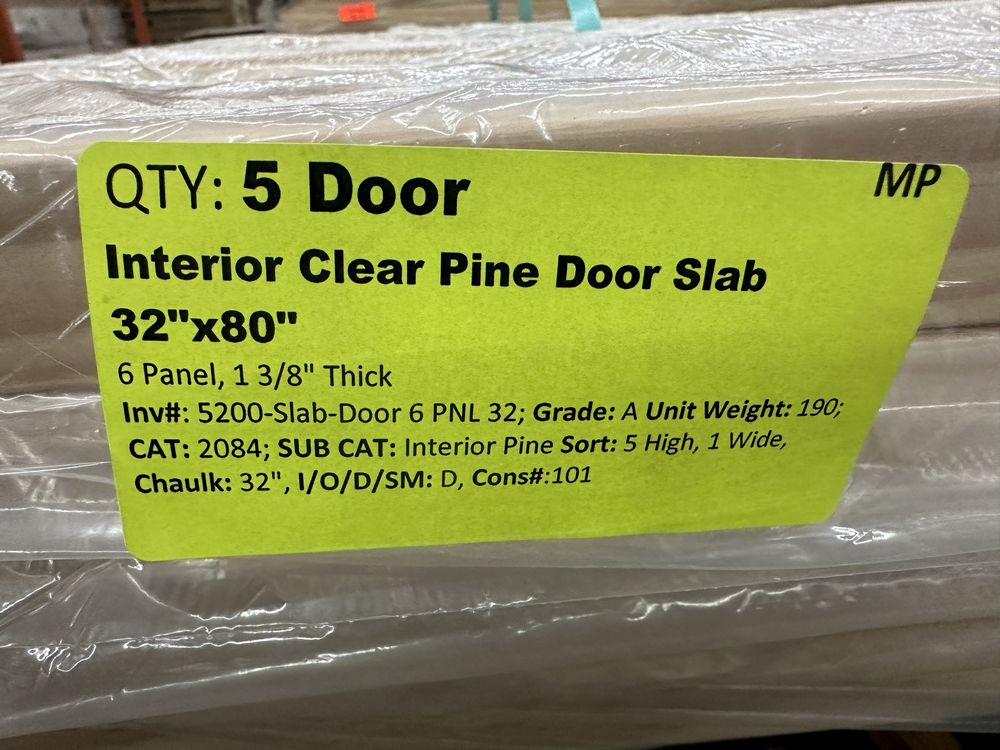 QTY: 5 Door
MP
Interior Clear Pine Door Slab
32"x80"
6 Panel, 1 3/8" Thick
Inv#: 5200-Slab-Door 6 PNL 32; Grade: A Unit Weight: 190;
CAT: 2084; SUB CAT: Interior Pine Sort: 5 High, 1 Wide,
Chaulk: 32", I/O/D/SM: D, Cons#:101